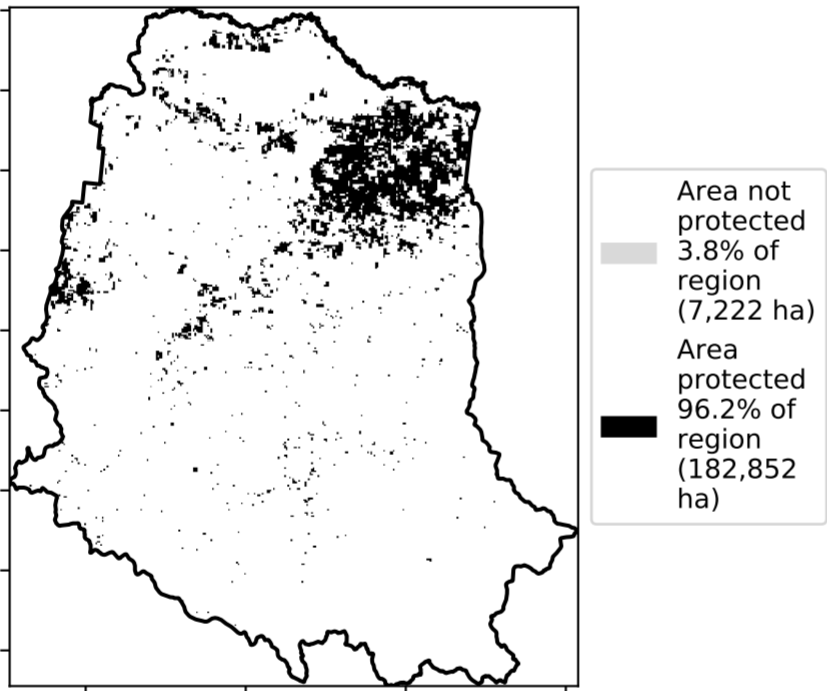 Area not
protected
3.8% of
region
(7,222 ha)
Area
protected
96.2% of
region
(182,852
ha)